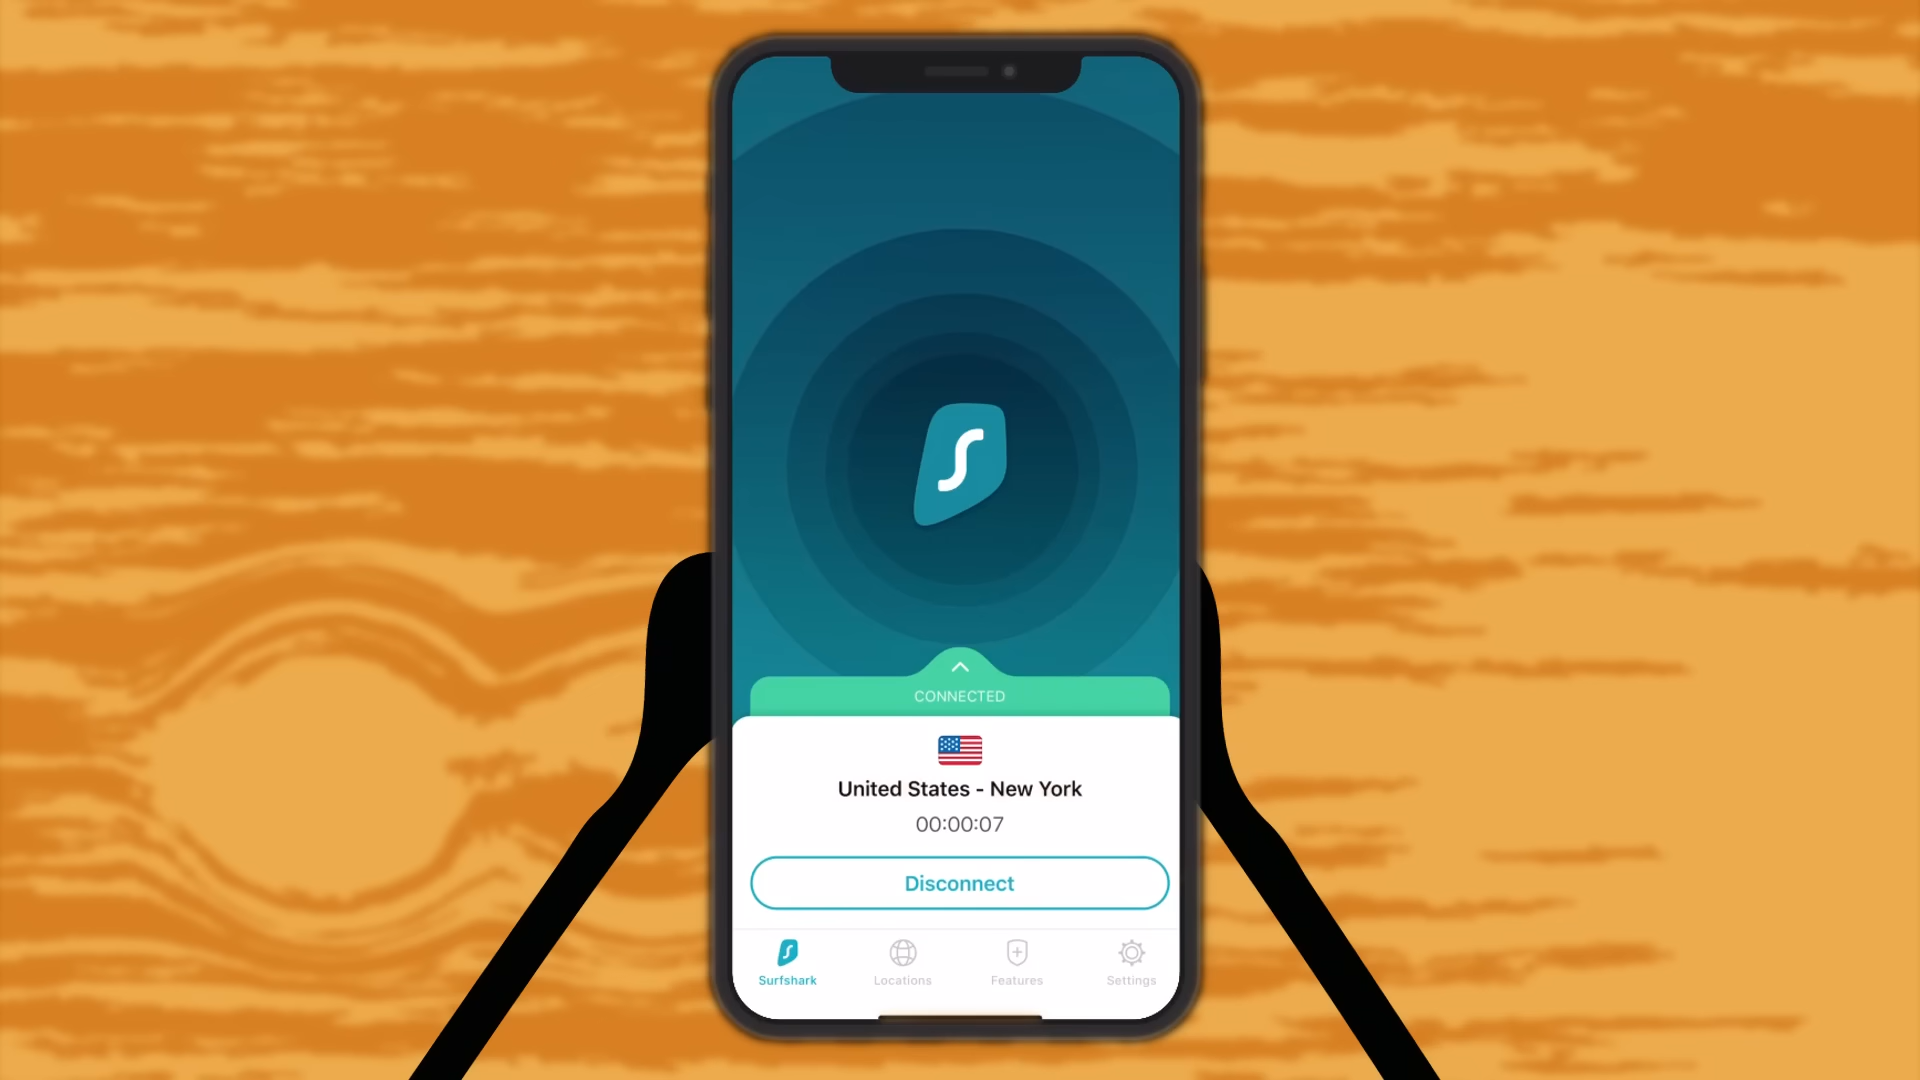 S
CONNECTED
United States - New York
00:00:07
Disconnect
Surfshark
Locations
Features
Settings